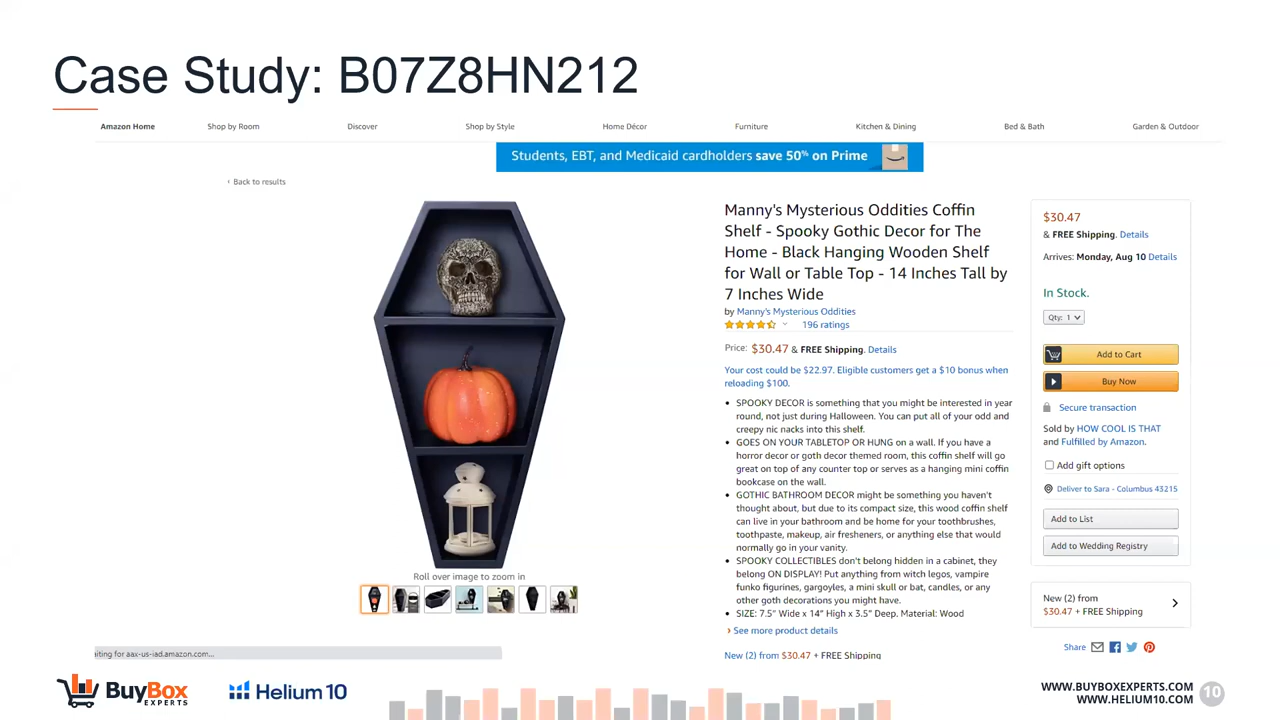 Case Study: B07Z8HN212
Amazon Home Shop by Room Discover Shop by Style Home Décor Furniture Kitchen & Dining Bed & Bath Garden & Outdoor
Students, EBT, and Medicaid cardholders save 50% on Prime
‹ Back to results
Roll over image to zoom in
Manny's Mysterious Oddities Coffin
Shelf - Spooky Gothic Decor for The
Home - Black Hanging Wooden Shelf
for Wall or Table Top - 14 Inches Tall by
7 Inches Wide
by Manny's Mysterious Oddities
196 ratings
Price: $30.47 & FREE Shipping. Details
Your cost could be $22.97. Eligible customers get a $10 bonus when
reloading $100.
• SPOOKY DECOR is something that you might be interested in year
round, not just during Halloween. You can put all of your odd and
creepy nic nacks into this shelf.
• GOES ON YOUR TABLETOP OR HUNG on a wall. If you have a
horror decor or goth decor themed room, this coffin shelf will go
great on top of any counter top or serves as a hanging mini coffin
bookcase on the wall.
• GOTHIC BATHROOM DECOR might be something you haven't
thought about, but due to its compact size, this wood coffin shelf
can live in your bathroom and be home for your toothbrushes,
toothpaste, makeup, air fresheners, or anything else that would
normally go in your vanity.
• SPOOKY COLLECTIBLES don't belong hidden in a cabinet, they
belong ON DISPLAY! Put anything from witch legos, vampire
funko figurines, gargoyles, a mini skull or bat, candles, or any
other goth decorations you might have.
• SIZE: 7.5" Wide x 14" High x 3.5" Deep. Material: Wood
› See more product details
New (2) from $30.47 + FREE Shipping
$30.47
& FREE Shipping. Details
Arrives: Monday, Aug 10 Details
In Stock.
Qty: 1
Add to Cart
Buy Now
Secure transaction
Sold by HOW COOL IS THAT
and Fulfilled by Amazon.
Add gift options
Deliver to Sara - Columbus 43215
Add to List
Add to Wedding Registry
New (2) from
$30.47 + FREE Shipping
Share
iting for aax-us-iad.amazon.com...
BuyBox
EXPERTS
Helium 10
WWW.BUYBOXEXPERTS.COM
WWW.HELIUM10.COM
10